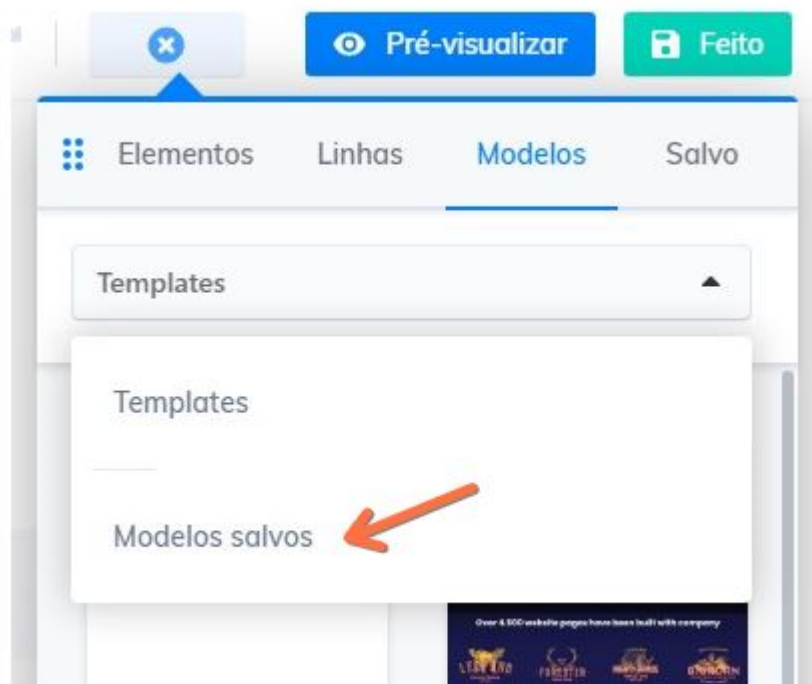 Pré-visualizar
Feito
Elementos
Linhas
Modelos
Salvo
Templates
Templates
Modelos salvos
Over 4,500 website pages have been built with company